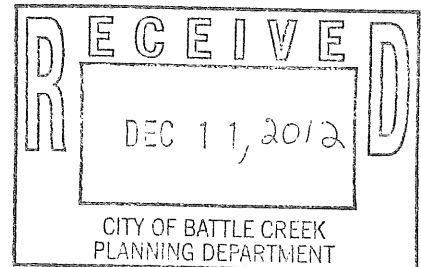 RECEIVED
DEC 11, 2012
CITY OF BATTLE CREEK
PLANNING DEPARTMENT